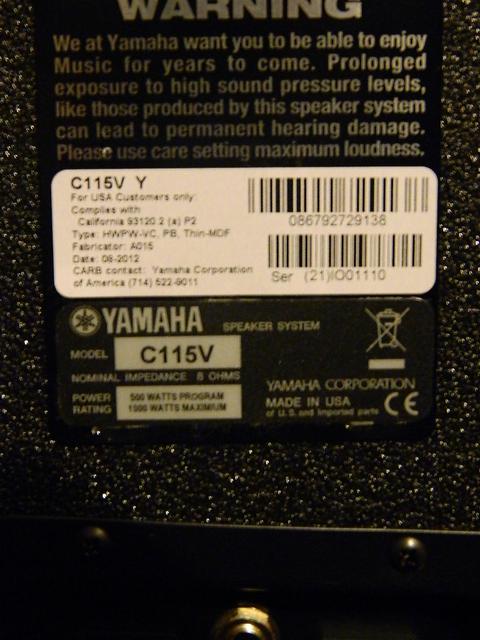 WARNING
We at Yamaha want you to be able to enjoy
Music for years to come. Prolonged
exposure to high sound pressure levels,
like those produced by this speaker system
can lead to permanent hearing damage.
Please use care setting maximum loudness.
C115V Y
For USA Customers only
Complies with
California 93120.2 (a) P2
Type: HWPW-VC, PB, Thin-MDF
Fabricator: A015
Date: 08-2012
CARB contact: Yamaha Corporation
of America (714) 522-9011
086792729138
Ser (21)IO01110
YAMAHA SPEAKER SYSTEM
MODEL C115V
NOMINAL IMPEDANCE 8 OHMS
POWER RATING 500 WATTS PROGRAM
1000 WATTS MAXIMUM
YAMAHA CORPORATION
MADE IN USA
of U.S. and Imported parts CE